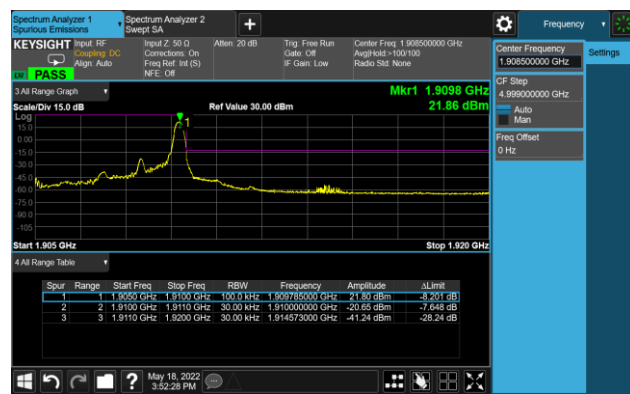 Spectrum Analyzer 1
Spurious Emissions
Spectrum Analyzer 2
Swept SA
+
Frequency
KEYSIGHT
Input: RF
Coupling: DC
Align: Auto
Input Z: 50 Ω
Corrections: On
Freq Ref: Int (S)
NFE: Off
Atten: 20 dB
Trig: Free Run
Gate: Off
IF Gain: Low
Center Freq: 1.908500000 GHz
Avg|Hold:>100/100
Radio Std: None
PASS
Center Frequency
1.908500000 GHz
Settings
CF Step
4.999000000 GHz
Auto
Man
Freq Offset
0 Hz
3 All Range Graph
Mkr1 1.9098 GHz
Scale/Div 15.0 dB
Ref Value 30.00 dBm
21.86 dBm
Log
1
15.0
0.00
-15.0
-30.0
-45.0
-60.0
-75.0
-90.0
-105
Start 1.905 GHz
Stop 1.920 GHz
4 All Range Table
Spur Range Start Freq Stop Freq RBW Frequency Amplitude ΔLimit
1 1 1.9050 GHz 1.9100 GHz 100.0 kHz 1.909785000 GHz 21.80 dBm -8.201 dB
2 2 1.9100 GHz 1.9110 GHz 30.00 kHz 1.910000000 GHz -20.65 dBm -7.648 dB
3 3 1.9110 GHz 1.9200 GHz 30.00 kHz 1.914573000 GHz -41.24 dBm -28.24 dB
?
May 18, 2022
3:52:28 PM